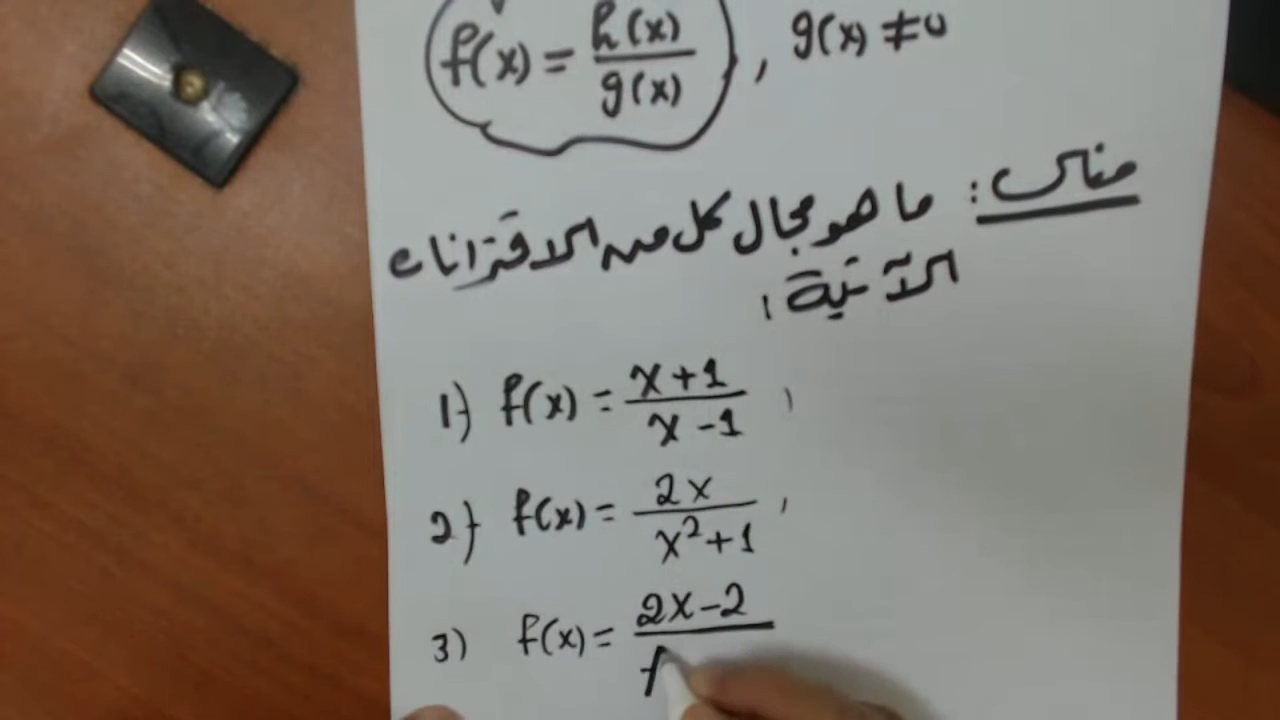 f(x) = h(x) / g(x) , g(x) ≠ 0
مثال : ما هو مجال كل من الاقترانات
الآتية :
1) f(x) = x+1 / x-1 ,
2) f(x) = 2x / x²+1 ,
3) f(x) = 2x-2 /